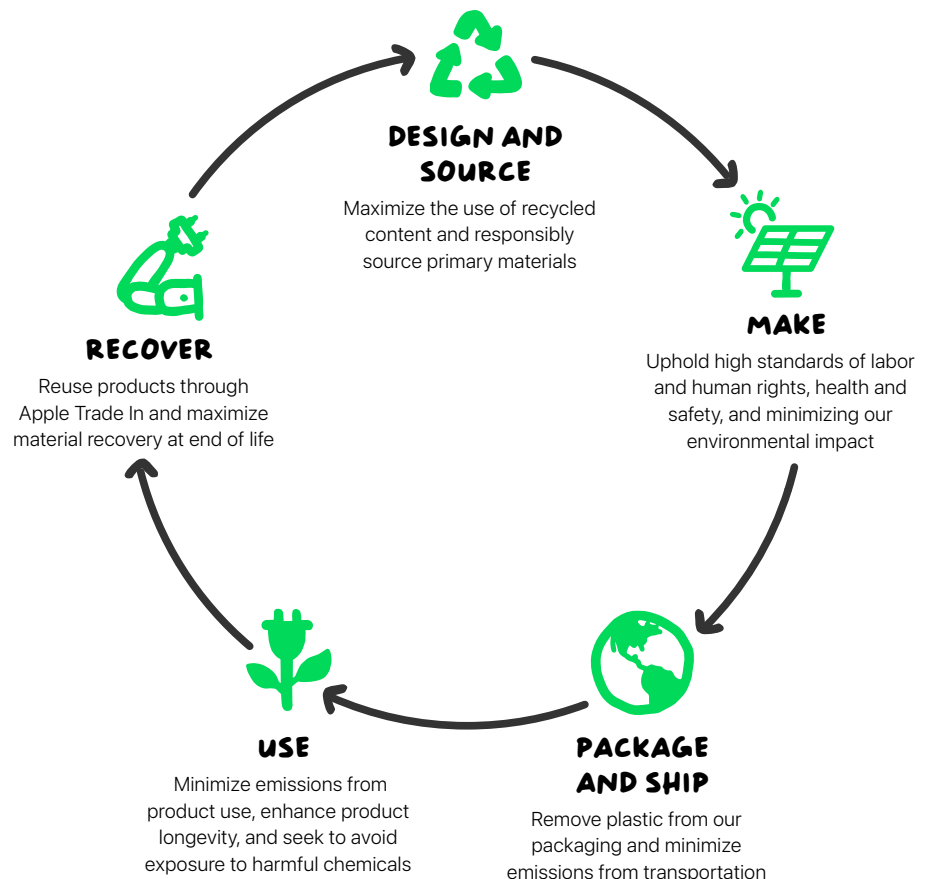 DESIGN AND
SOURCE
Maximize the use of recycled
content and responsibly
source primary materials
MAKE
Uphold high standards of labor
and human rights, health and
safety, and minimizing our
environmental impact
PACKAGE
AND SHIP
Remove plastic from our
packaging and minimize
emissions from transportation
USE
Minimize emissions from
product use, enhance product
longevity, and seek to avoid
exposure to harmful chemicals
RECOVER
Reuse products through
Apple Trade In and maximize
material recovery at end of life